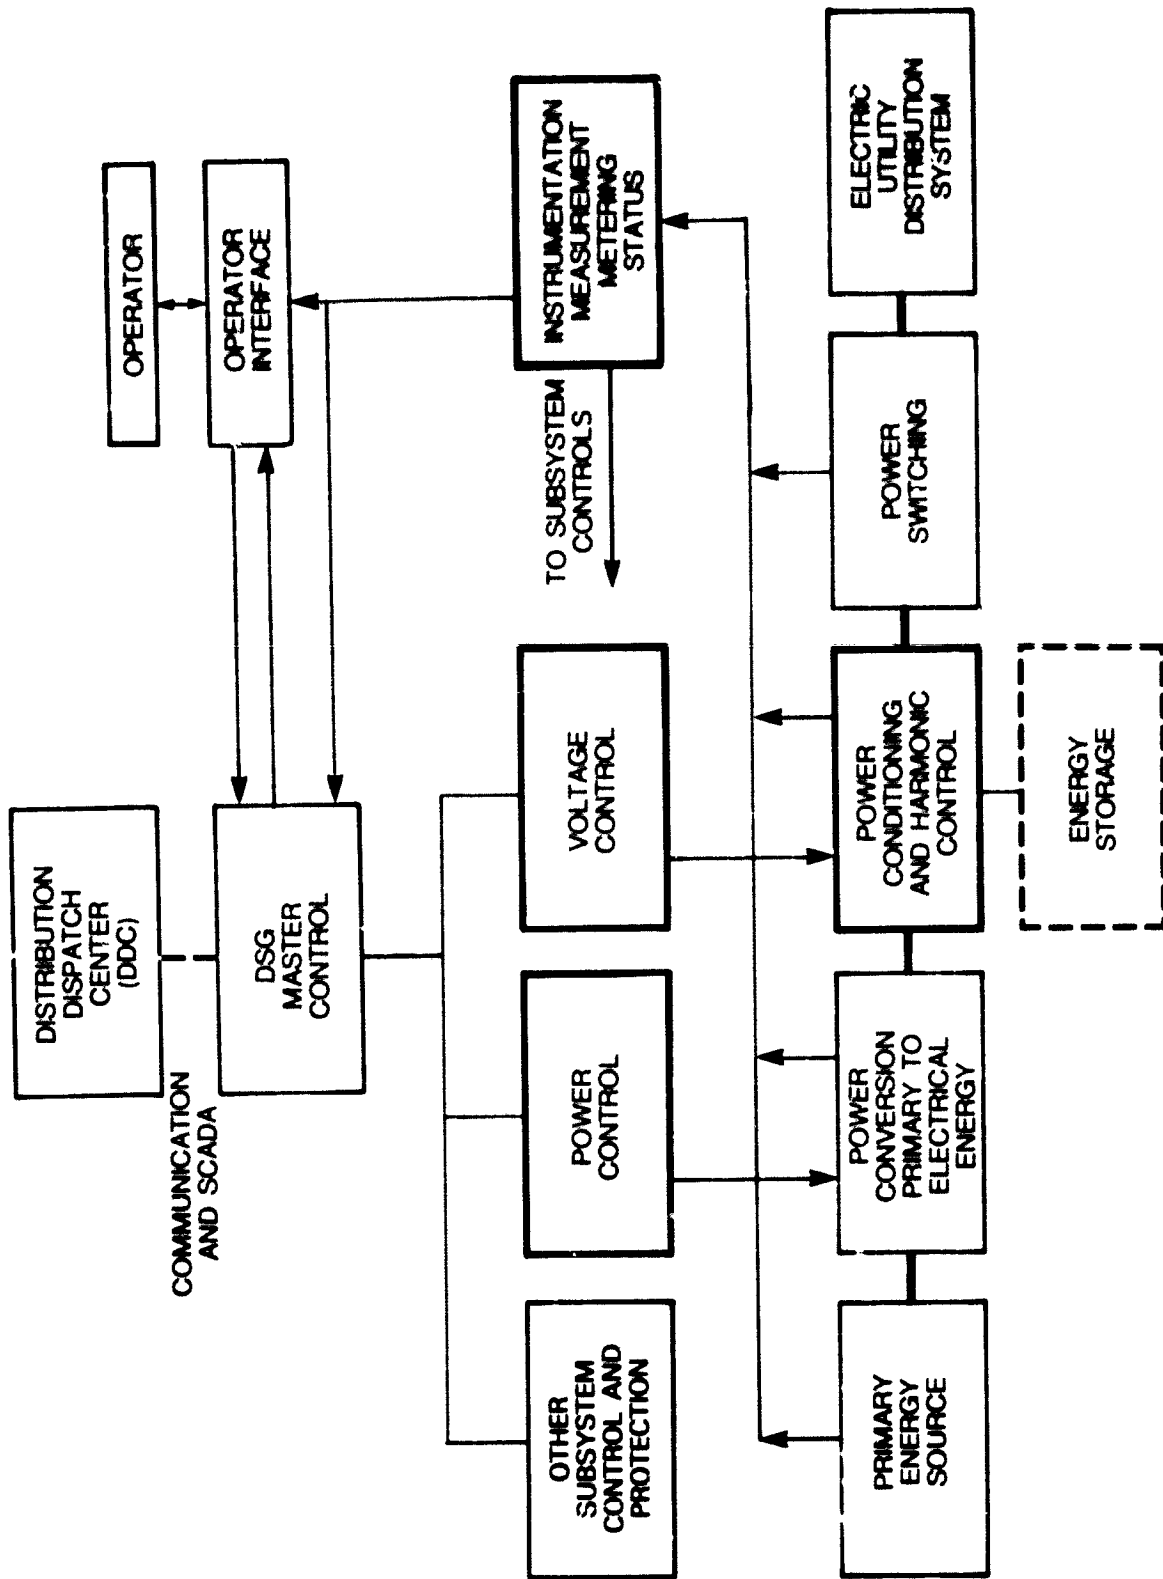 DISTRIBUTION
DISPATCH
CENTER
(DDC)
COMMUNICATION
AND SCADA
DSG
MASTER
CONTROL
OPERATOR
OPERATOR
INTERFACE
OTHER
SUBSYSTEM
CONTROL AND
PROTECTION
POWER
CONTROL
VOLTAGE
CONTROL
TO SUBSYSTEM
CONTROLS
INSTRUMENTATION
MEASUREMENT
METERING
STATUS
PRIMARY
ENERGY
SOURCE
POWER
CONVERSION
PRIMARY TO
ELECTRICAL
ENERGY
POWER
CONDITIONING
AND HARMONIC
CONTROL
POWER
SWITCHING
ELECTRIC
UTILITY
DISTRIBUTION
SYSTEM
ENERGY
STORAGE